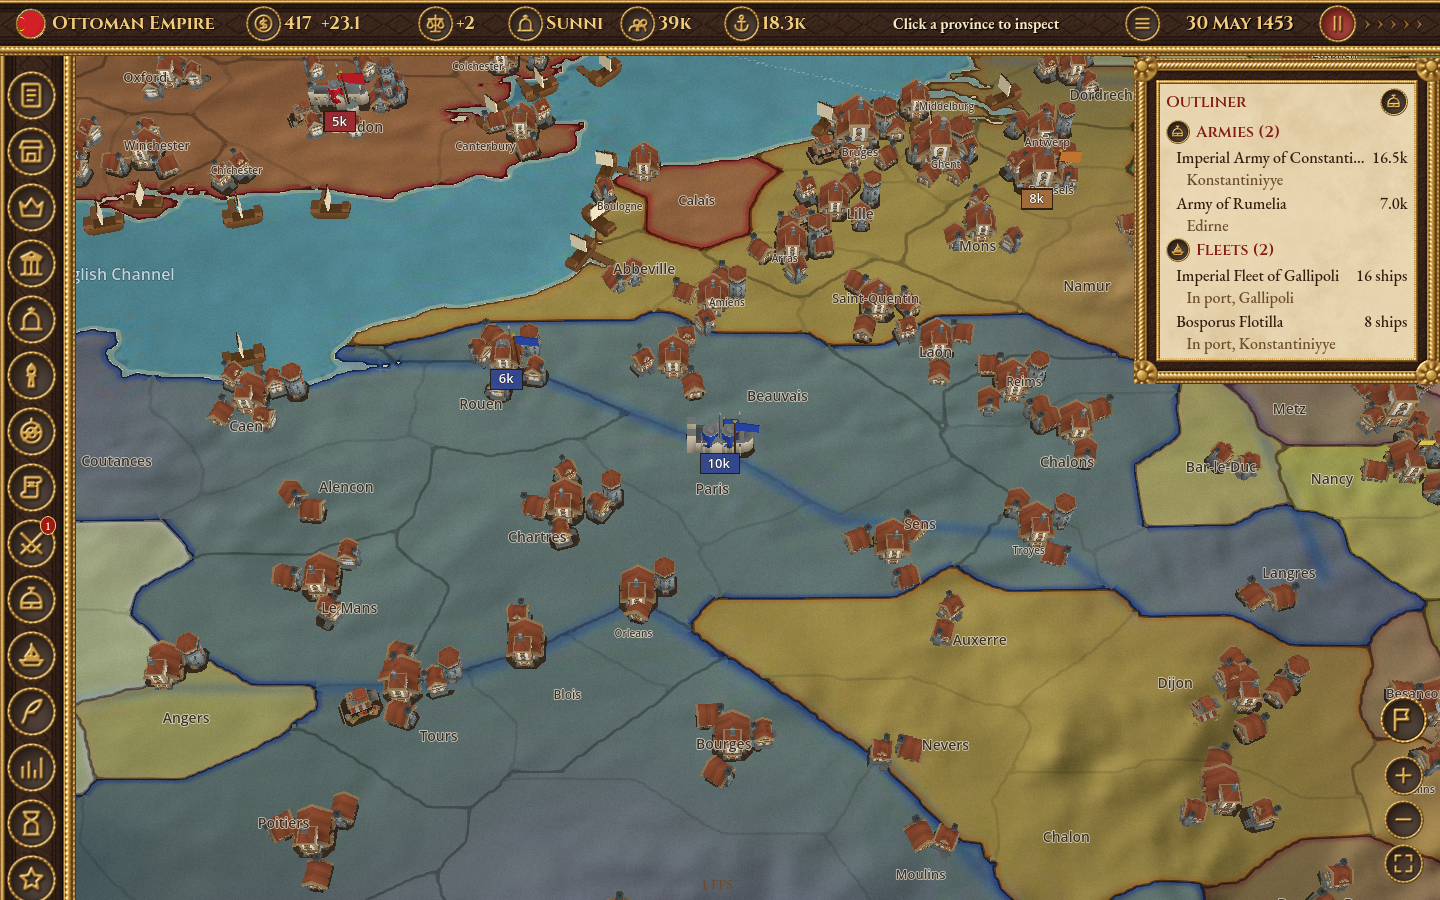 OTTOMAN EMPIRE
417 +23.1
+2
SUNNI
39K
18.3K
Click a province to inspect
30 MAY 1453
OUTLINER
ARMIES (2)
Imperial Army of Constanti... 16.5k
Konstantiniyye
Army of Rumelia 7.0k
Edirne
FLEETS (2)
Imperial Fleet of Gallipoli 16 ships
In port, Gallipoli
Bosporus Flotilla 8 ships
In port, Konstantiniyye
1
Oxford
Colchester
5k
Winchester
Chichester
Canterbury
Middelburg
Bruges
Ghent
Antwerp
8k
Boulogne
Calais
Lille
Mons
Arras
Abbeville
Amiens
Saint-Quentin
Namur
Laon
Reims
6k
Rouen
Beauvais
Caen
Coutances
10k
Paris
Chalons
Metz
Bar-le-Duc
Nancy
Alencon
Chartres
Sens
Troyes
Langres
Le Mans
Orleans
Auxerre
Angers
Tours
Blois
Bourges
Nevers
Dijon
Poitiers
Moulins
Chalon
1 FPS